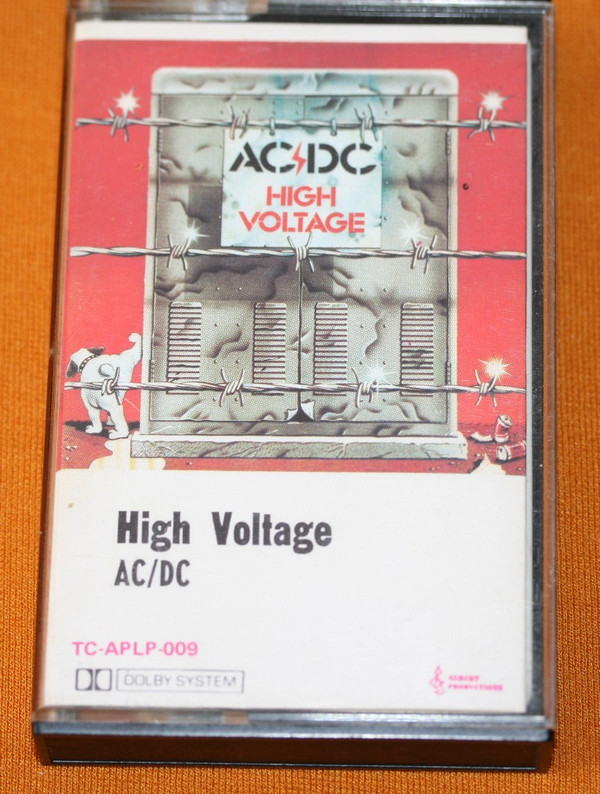 AC⚡DC
HIGH
VOLTAGE
High Voltage
AC/DC
TC-APLP-009
DOLBY SYSTEM
ALBERT
PRODUCTIONS